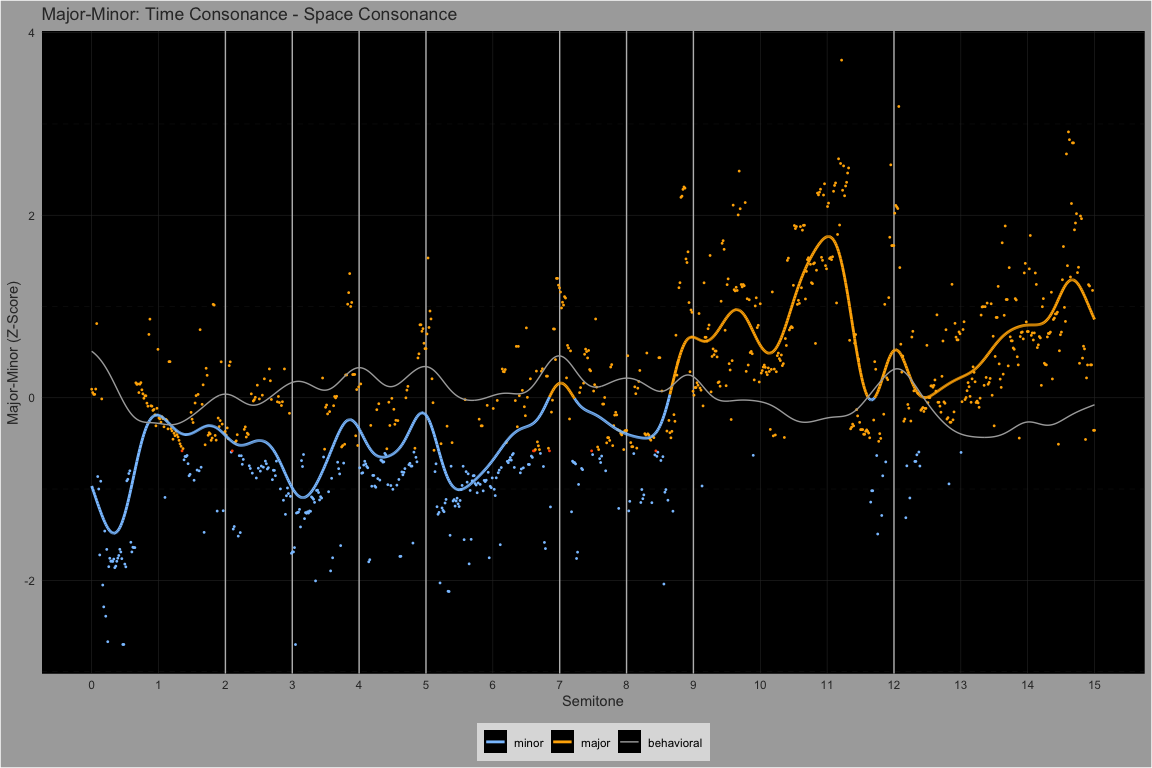 Major-Minor: Time Consonance - Space Consonance
Major-Minor (Z-Score)
4
2
0
-2
0 1 2 3 4 5 6 7 8 9 10 11 12 13 14 15
Semitone
minor major behavioral